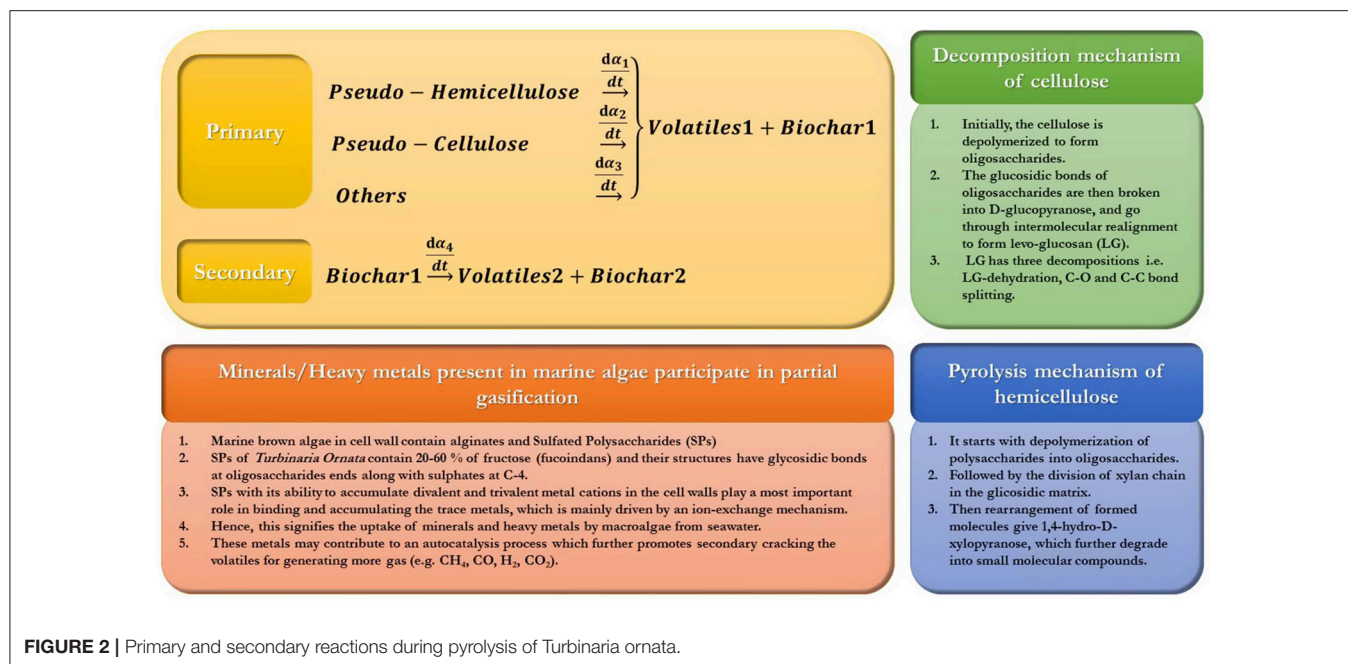 Primary
Pseudo - Hemicellulose dα1/dt →
Pseudo - Cellulose dα2/dt →
Others dα3/dt →
} Volatiles1 + Biochar1
Secondary
Biochar1 dα4/dt → Volatiles2 + Biochar2
Decomposition mechanism
of cellulose
1. Initially, the cellulose is
depolymerized to form
oligosaccharides.
2. The glucosidic bonds of
oligosaccharides are then broken
into D-glucopyranose, and go
through intermolecular realignment
to form levo-glucosan (LG).
3. LG has three decompositions i.e.
LG-dehydration, C-O and C-C bond
splitting.
Minerals/Heavy metals present in marine algae participate in partial
gasification
1. Marine brown algae in cell wall contain alginates and Sulfated Polysaccharides (SPs)
2. SPs of Turbinaria Ornata contain 20-60 % of fructose (fucoindans) and their structures have glycosidic bonds
at oligosaccharides ends along with sulphates at C-4.
3. SPs with its ability to accumulate divalent and trivalent metal cations in the cell walls play a most important
role in binding and accumulating the trace metals, which is mainly driven by an ion-exchange mechanism.
4. Hence, this signifies the uptake of minerals and heavy metals by macroalgae from seawater.
5. These metals may contribute to an autocatalysis process which further promotes secondary cracking the
volatiles for generating more gas (e.g. CH4, CO, H2, CO2).
Pyrolysis mechanism of
hemicellulose
1. It starts with depolymerization of
polysaccharides into oligosaccharides.
2. Followed by the division of xylan chain
in the glicosidic matrix.
3. Then rearrangement of formed
molecules give 1,4-hydro-D-
xylopyranose, which further degrade
into small molecular compounds.
FIGURE 2 | Primary and secondary reactions during pyrolysis of Turbinaria ornata.